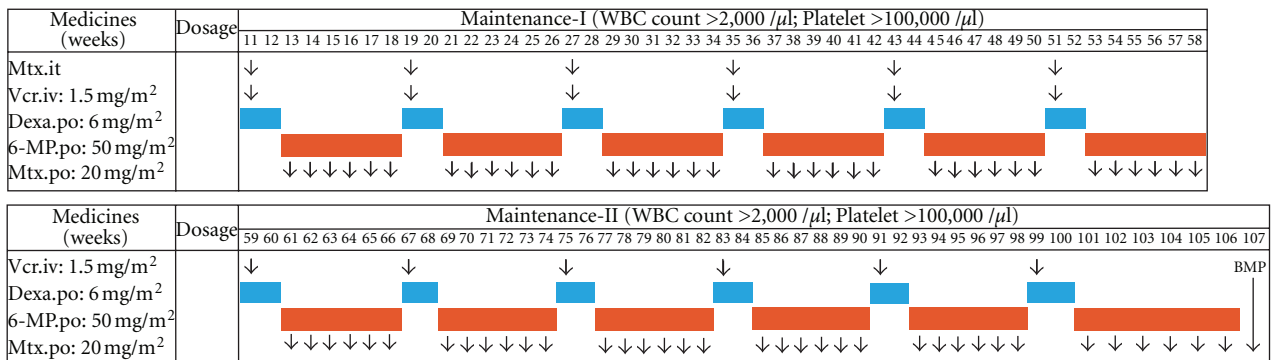 Medicines (weeks) Dosage Maintenance-I (WBC count >2,000 /μl; Platelet >100,000 /μl)
11 12 13 14 15 16 17 18 19 20 21 22 23 24 25 26 27 28 29 30 31 32 33 34 35 36 37 38 39 40 41 42 43 44 45 46 47 48 49 50 51 52 53 54 55 56 57 58
Mtx.it
Vcr.iv: 1.5 mg/m²
Dexa.po: 6 mg/m²
6-MP.po: 50 mg/m²
Mtx.po: 20 mg/m²
Medicines (weeks) Dosage Maintenance-II (WBC count >2,000 /μl; Platelet >100,000 /μl)
59 60 61 62 63 64 65 66 67 68 69 70 71 72 73 74 75 76 77 78 79 80 81 82 83 84 85 86 87 88 89 90 91 92 93 94 95 96 97 98 99 100 101 102 103 104 105 106 107
Vcr.iv: 1.5 mg/m²
BMP
Dexa.po: 6 mg/m²
6-MP.po: 50 mg/m²
Mtx.po: 20 mg/m²